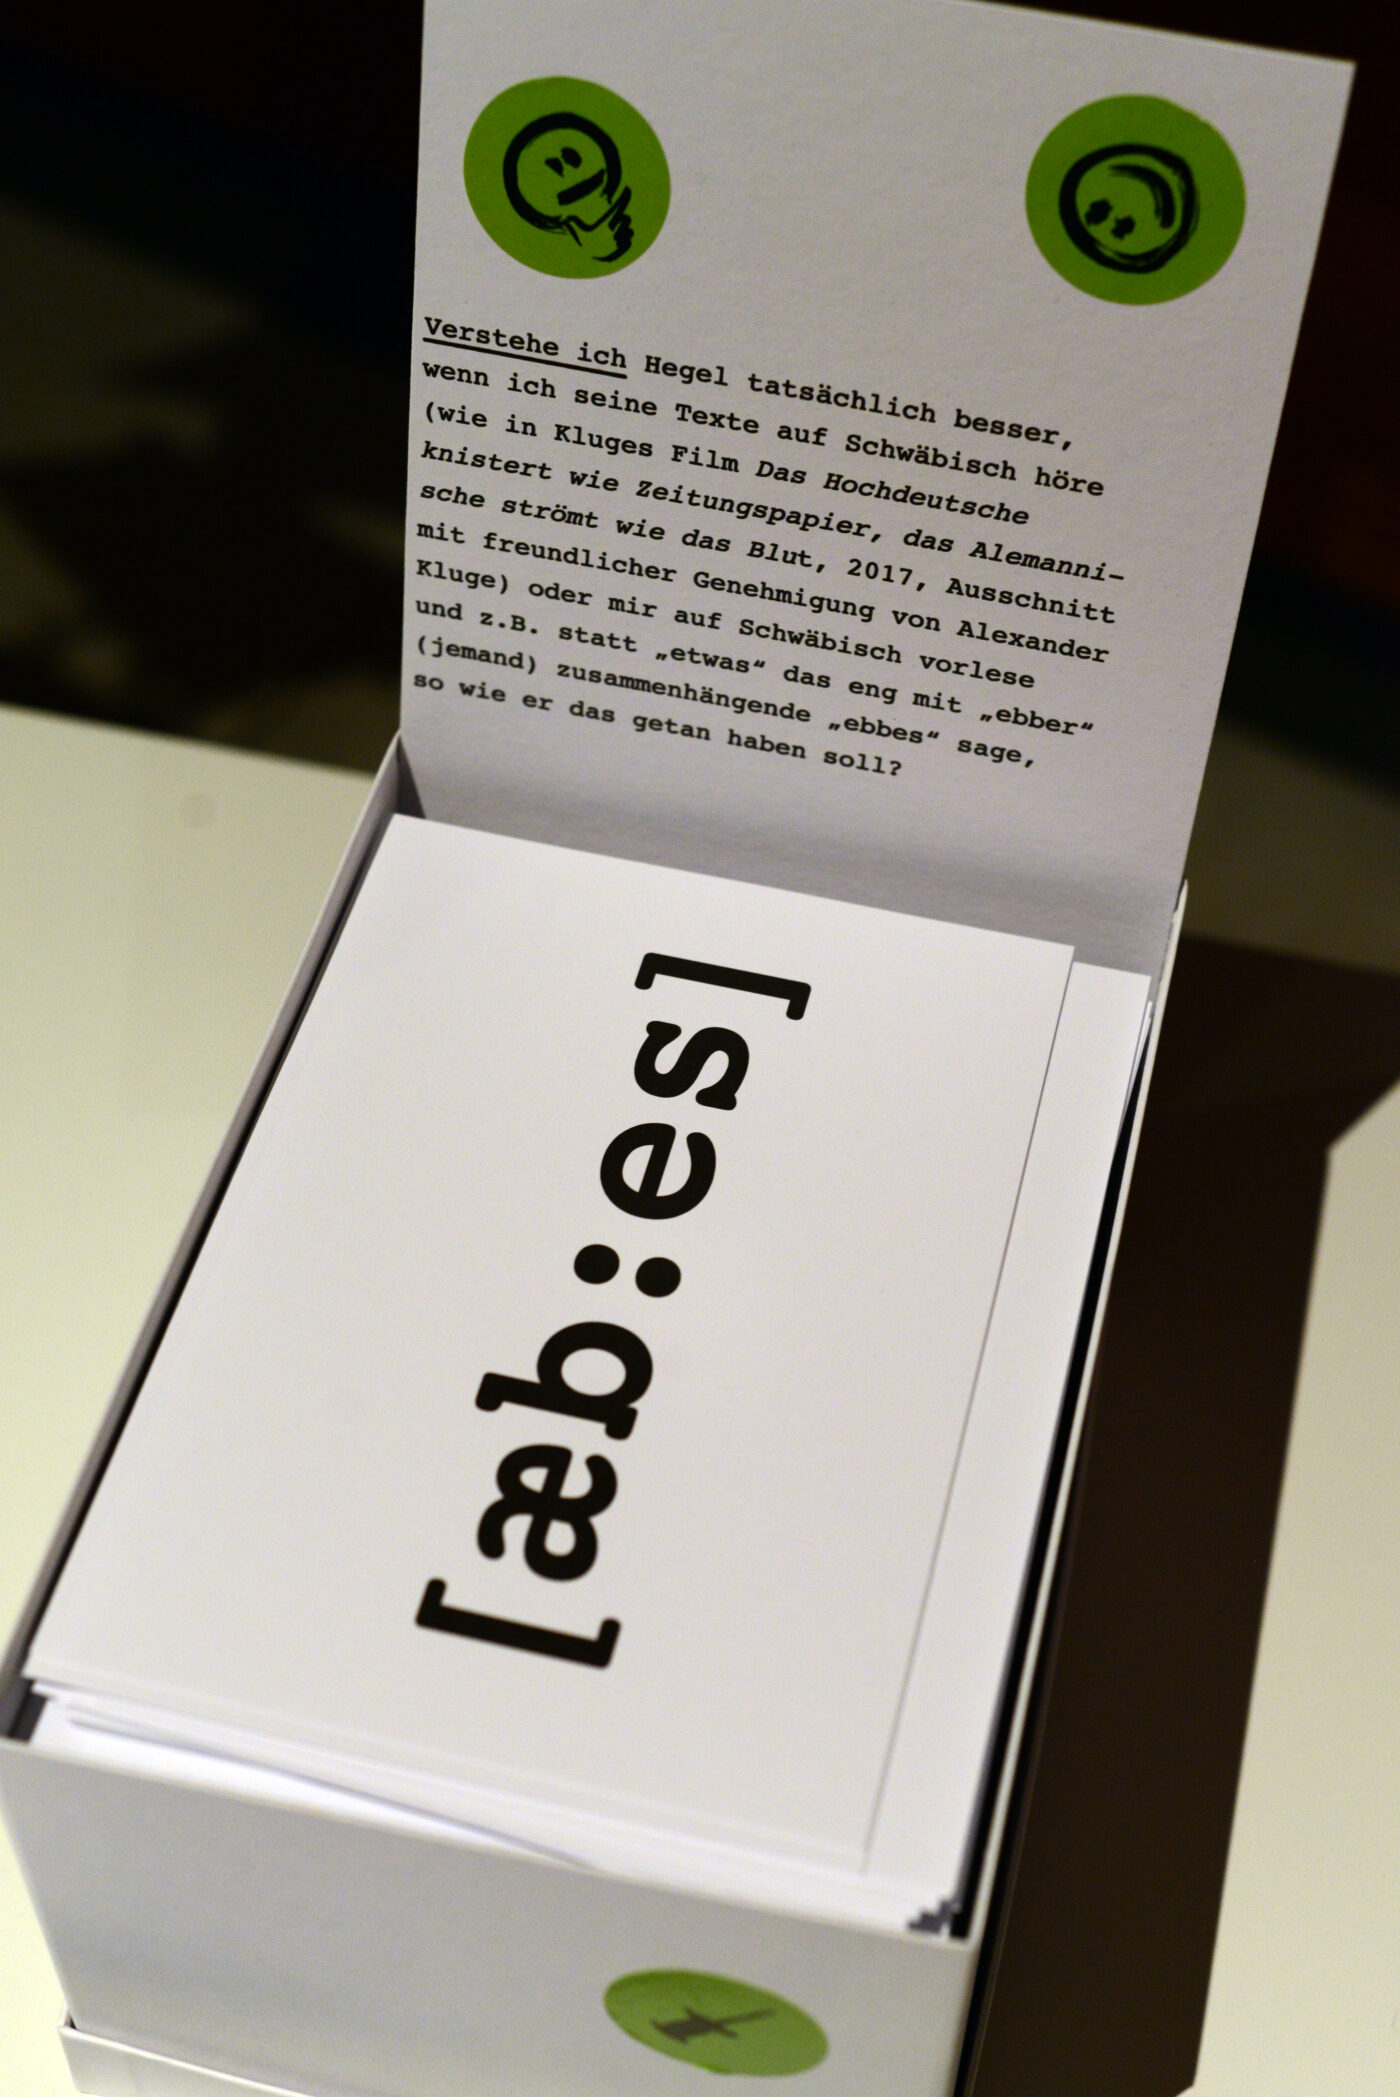 Verstehe ich Hegel tatsächlich besser,
wenn ich seine Texte auf Schwäbisch höre
(wie in Kluges Film Das Hochdeutsche
knistert wie Zeitungspapier, das Alemanni–
sche strömt wie das Blut, 2017, Ausschnitt
mit freundlicher Genehmigung von Alexander
Kluge) oder mir auf Schwäbisch vorlese
und z.B. statt „etwas“ das eng mit „ebber“
(jemand) zusammenhängende „ebbes“ sage,
so wie er das getan haben soll?
[æb:es]